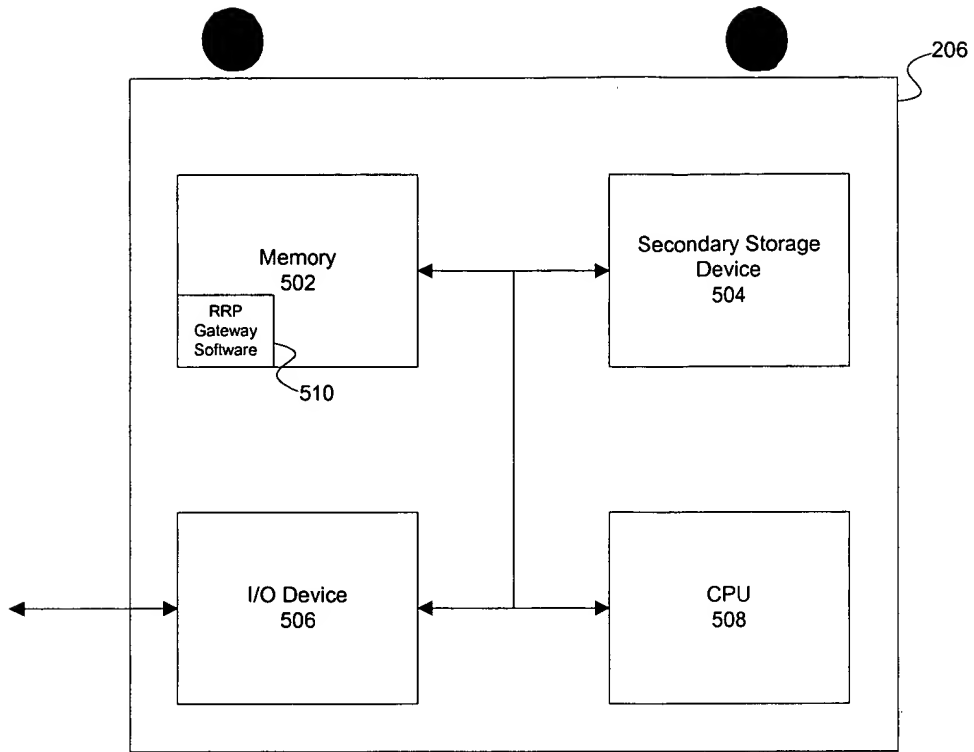 206
Memory
502
RRP
Gateway
Software
510
Secondary Storage
Device
504
I/O Device
506
CPU
508